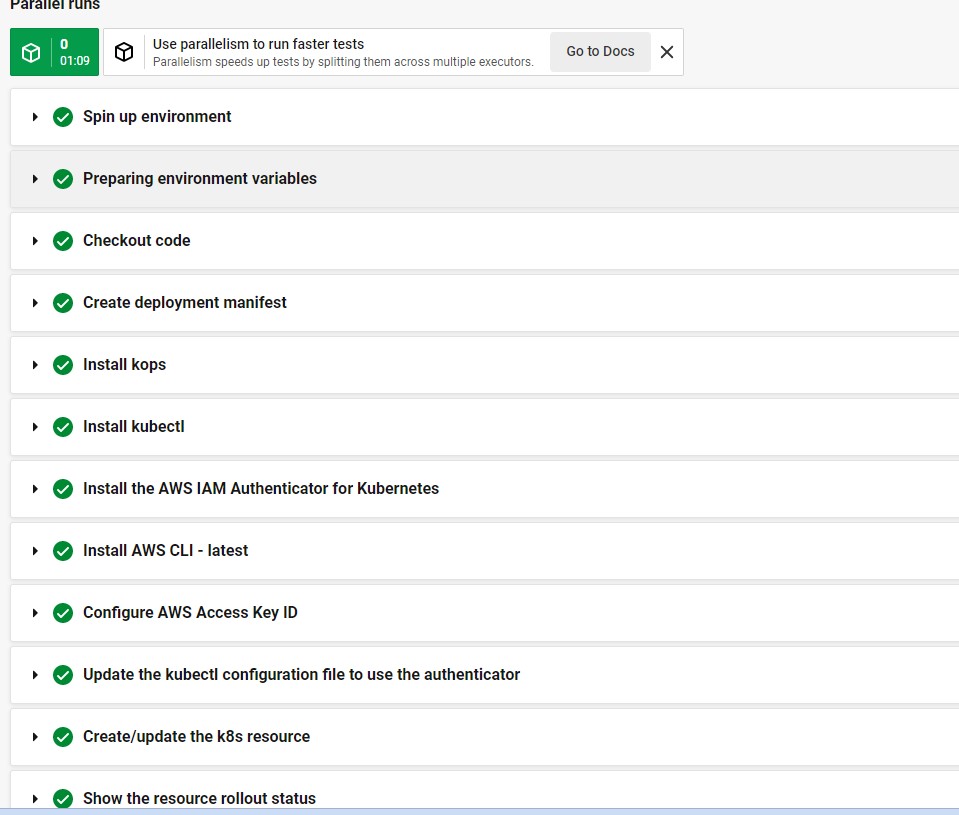 Parallel runs
0
01:09
Use parallelism to run faster tests
Parallelism speeds up tests by splitting them across multiple executors.
Go to Docs
Spin up environment
Preparing environment variables
Checkout code
Create deployment manifest
Install kops
Install kubectl
Install the AWS IAM Authenticator for Kubernetes
Install AWS CLI - latest
Configure AWS Access Key ID
Update the kubectl configuration file to use the authenticator
Create/update the k8s resource
Show the resource rollout status